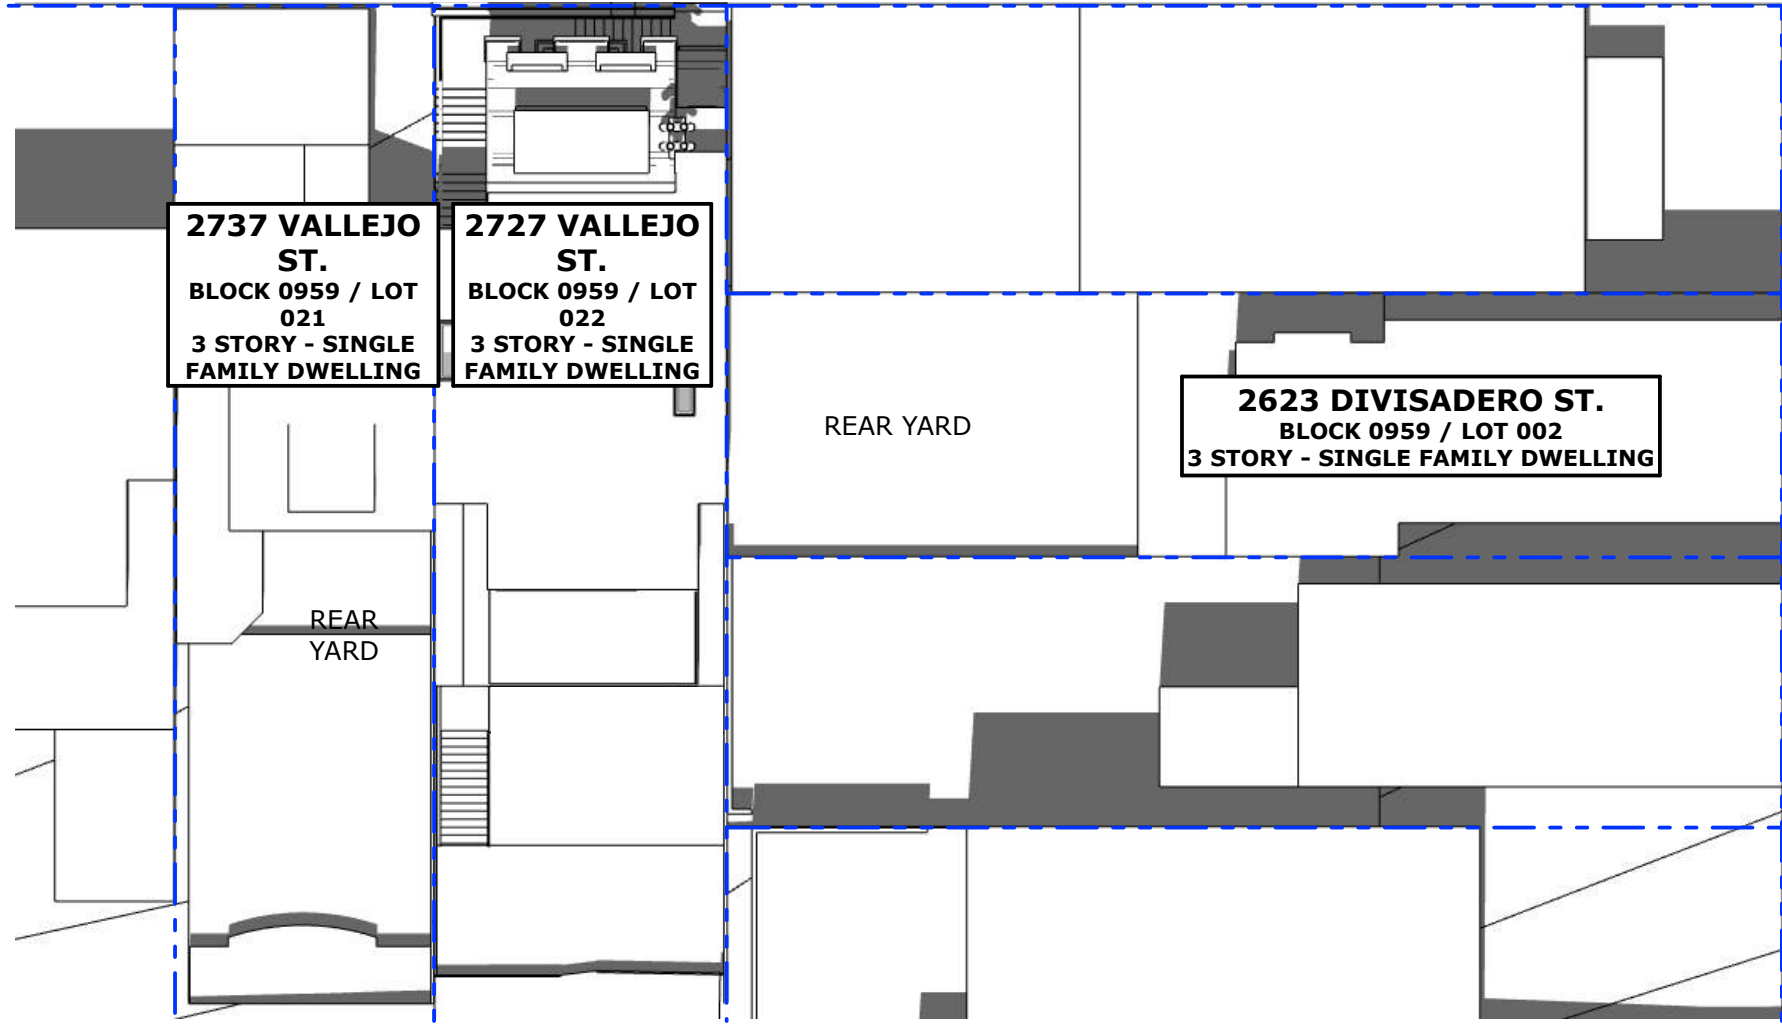 2737 VALLEJO
ST.
BLOCK 0959 / LOT
021
3 STORY - SINGLE
FAMILY DWELLING
2727 VALLEJO
ST.
BLOCK 0959 / LOT
022
3 STORY - SINGLE
FAMILY DWELLING
REAR YARD
2623 DIVISADERO ST.
BLOCK 0959 / LOT 002
3 STORY - SINGLE FAMILY DWELLING
REAR
YARD